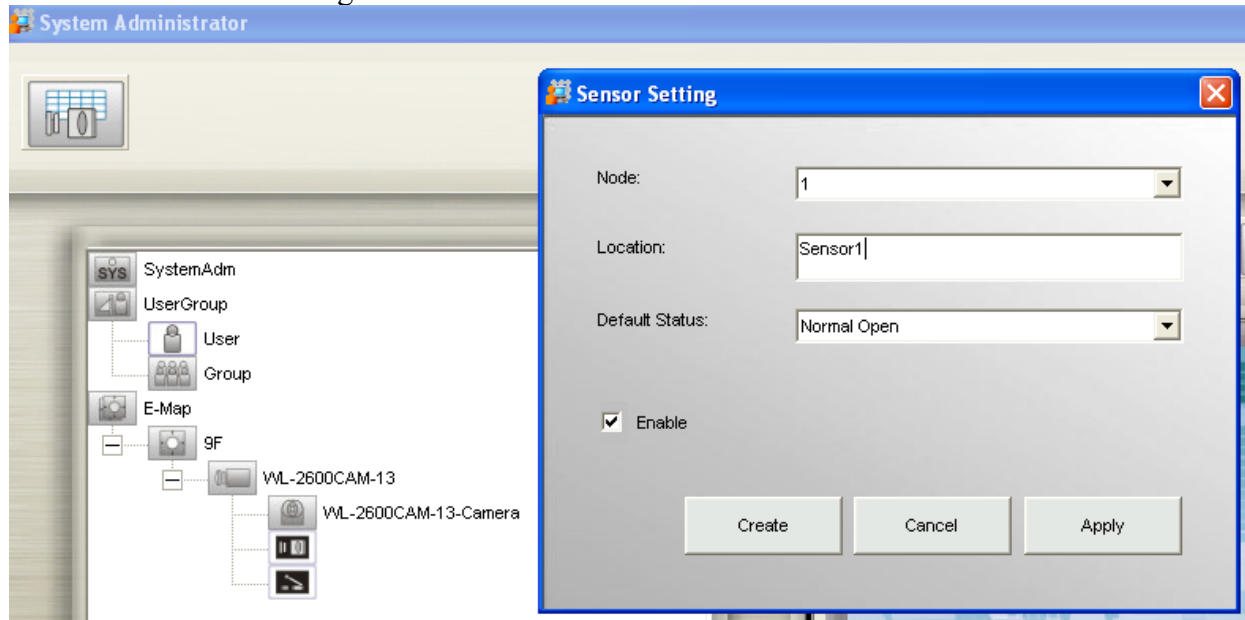 System Administrator
Sensor Setting
Node:
1
Location:
Sensor1
Default Status:
Normal Open
Enable
Create
Cancel
Apply
SYS
SystemAdm
UserGroup
User
Group
E-Map
9F
WL-2600CAM-13
WL-2600CAM-13-Camera